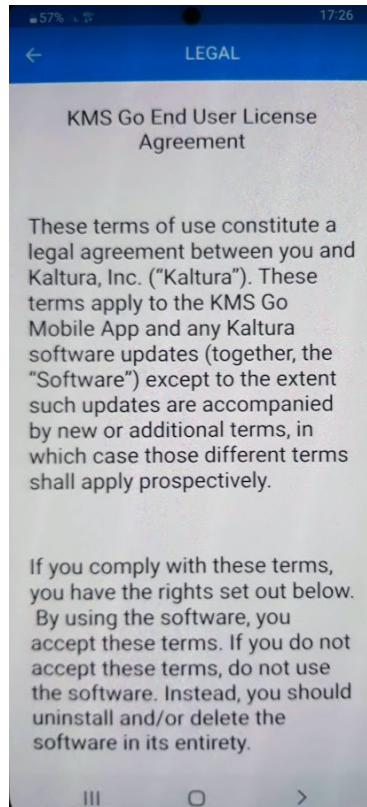 57% 17:26
LEGAL
KMS Go End User License
Agreement
These terms of use constitute a
legal agreement between you and
Kaltura, Inc. (“Kaltura”). These
terms apply to the KMS Go
Mobile App and any Kaltura
software updates (together, the
“Software”) except to the extent
such updates are accompanied
by new or additional terms, in
which case those different terms
shall apply prospectively.
If you comply with these terms,
you have the rights set out below.
By using the software, you
accept these terms. If you do not
accept these terms, do not use
the software. Instead, you should
uninstall and/or delete the
software in its entirety.